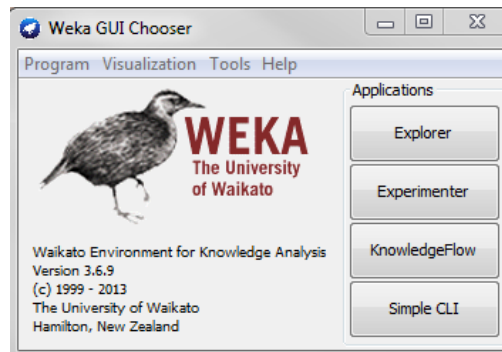 Weka GUI Chooser
Program Visualization Tools Help
WEKA
The University
of Waikato
Waikato Environment for Knowledge Analysis
Version 3.6.9
(c) 1999 - 2013
The University of Waikato
Hamilton, New Zealand
Applications
Explorer
Experimenter
KnowledgeFlow
Simple CLI